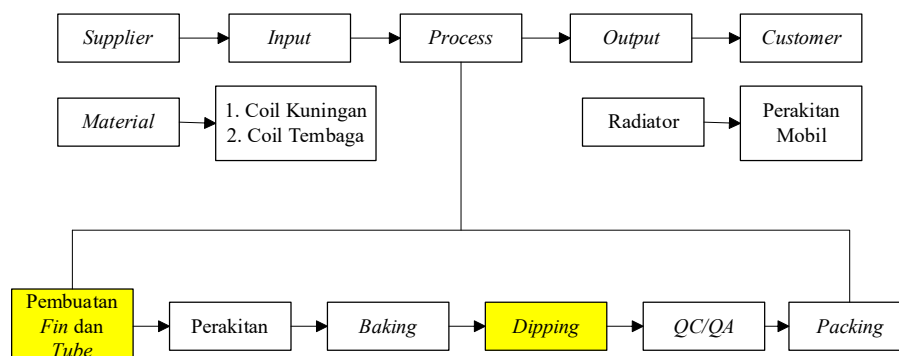 Supplier
Input
Process
Output
Customer
Material
1. Coil Kuningan
2. Coil Tembaga
Radiator
Perakitan
Mobil
Pembuatan
Fin dan
Tube
Perakitan
Baking
Dipping
QC/QA
Packing